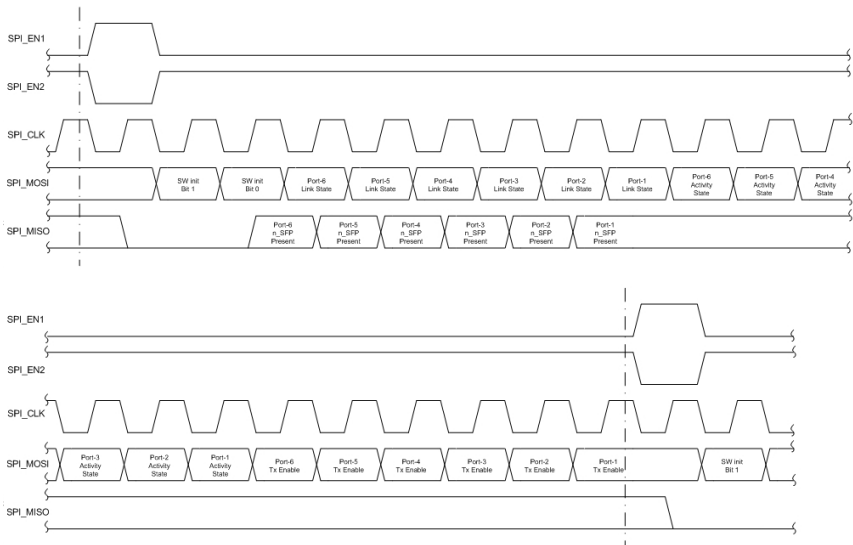 SPI_EN1
SPI_EN2
SPI_CLK
SPI_MOSI
SW init
Bit 1
SW init
Bit 0
Port-6
Link State
Port-5
Link State
Port-4
Link State
Port-3
Link State
Port-2
Link State
Port-1
Link State
Port-6
Activity
State
Port-5
Activity
State
Port-4
Activity
State
SPI_MISO
Port-6
n_SFP
Present
Port-5
n_SFP
Present
Port-4
n_SFP
Present
Port-3
n_SFP
Present
Port-2
n_SFP
Present
Port-1
n_SFP
Present
SPI_EN1
SPI_EN2
SPI_CLK
SPI_MOSI
Port-3
Activity
State
Port-2
Activity
State
Port-1
Activity
State
Port-6
Tx Enable
Port-5
Tx Enable
Port-4
Tx Enable
Port-3
Tx Enable
Port-2
Tx Enable
Port-1
Tx Enable
SW init
Bit 1
SPI_MISO